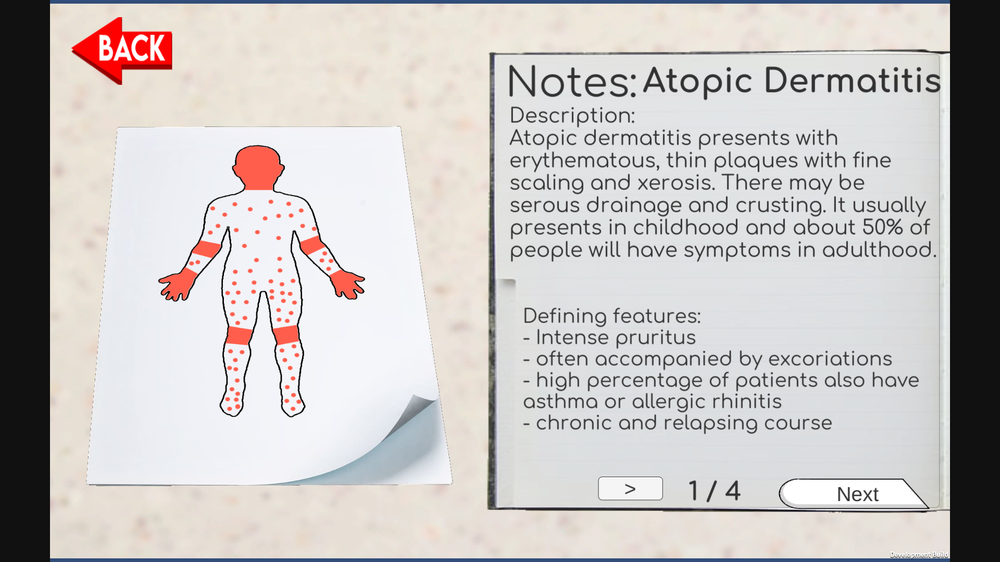 BACK
Notes: Atopic Dermatitis
Description:
Atopic dermatitis presents with
erythematous, thin plaques with fine
scaling and xerosis. There may be
serous drainage and crusting. It usually
presents in childhood and about 50% of
people will have symptoms in adulthood.
Defining features:
- Intense pruritus
- often accompanied by excoriations
- high percentage of patients also have
asthma or allergic rhinitis
- chronic and relapsing course
> 1 / 4 Next
Development Build